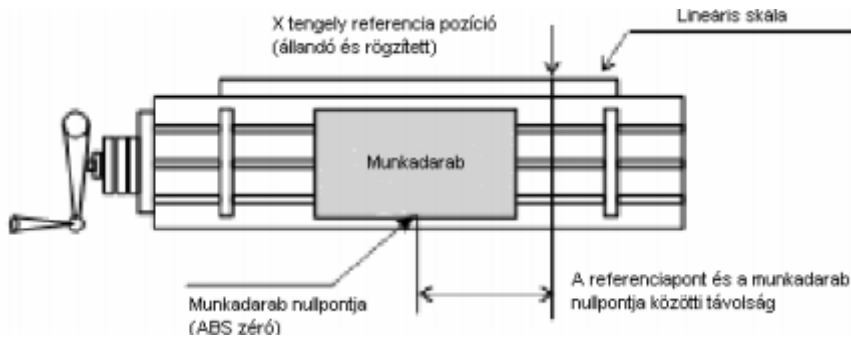 X tengely referencia pozíció
(állandó és rögzített)
Lineáris skála
Munkadarab
Munkadarab nullpontja
(ABS zéró)
A referenciapont és a munkadarab
nullpontja közötti távolság